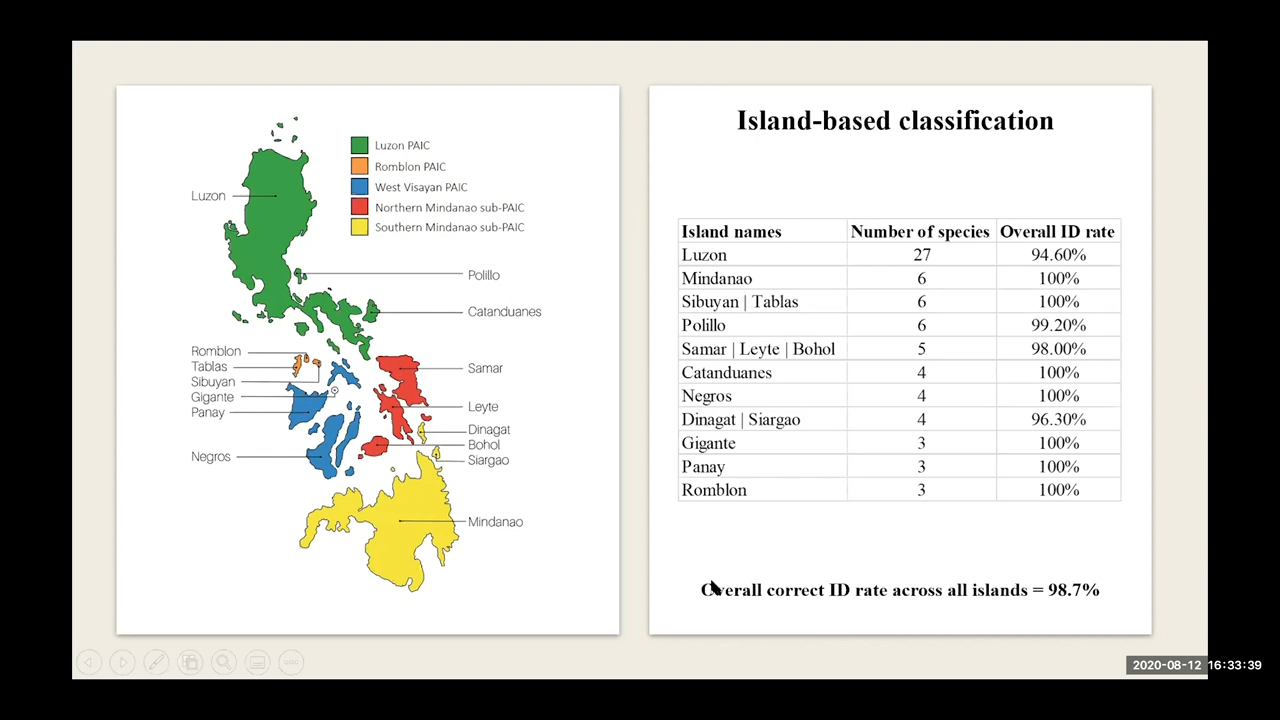 Luzon PAIC
Romblon PAIC
West Visayan PAIC
Northern Mindanao sub-PAIC
Southern Mindanao sub-PAIC
Luzon
Polillo
Catanduanes
Romblon
Tablas
Sibuyan
Gigante
Panay
Negros
Samar
Leyte
Dinagat
Bohol
Siargao
Mindanao
Island-based classification
Island names Number of species Overall ID rate
Luzon 27 94.60%
Mindanao 6 100%
Sibuyan | Tablas 6 100%
Polillo 6 99.20%
Samar | Leyte | Bohol 5 98.00%
Catanduanes 4 100%
Negros 4 100%
Dinagat | Siargao 4 96.30%
Gigante 3 100%
Panay 3 100%
Romblon 3 100%
Overall correct ID rate across all islands = 98.7%
2020-08-12 16:33:39